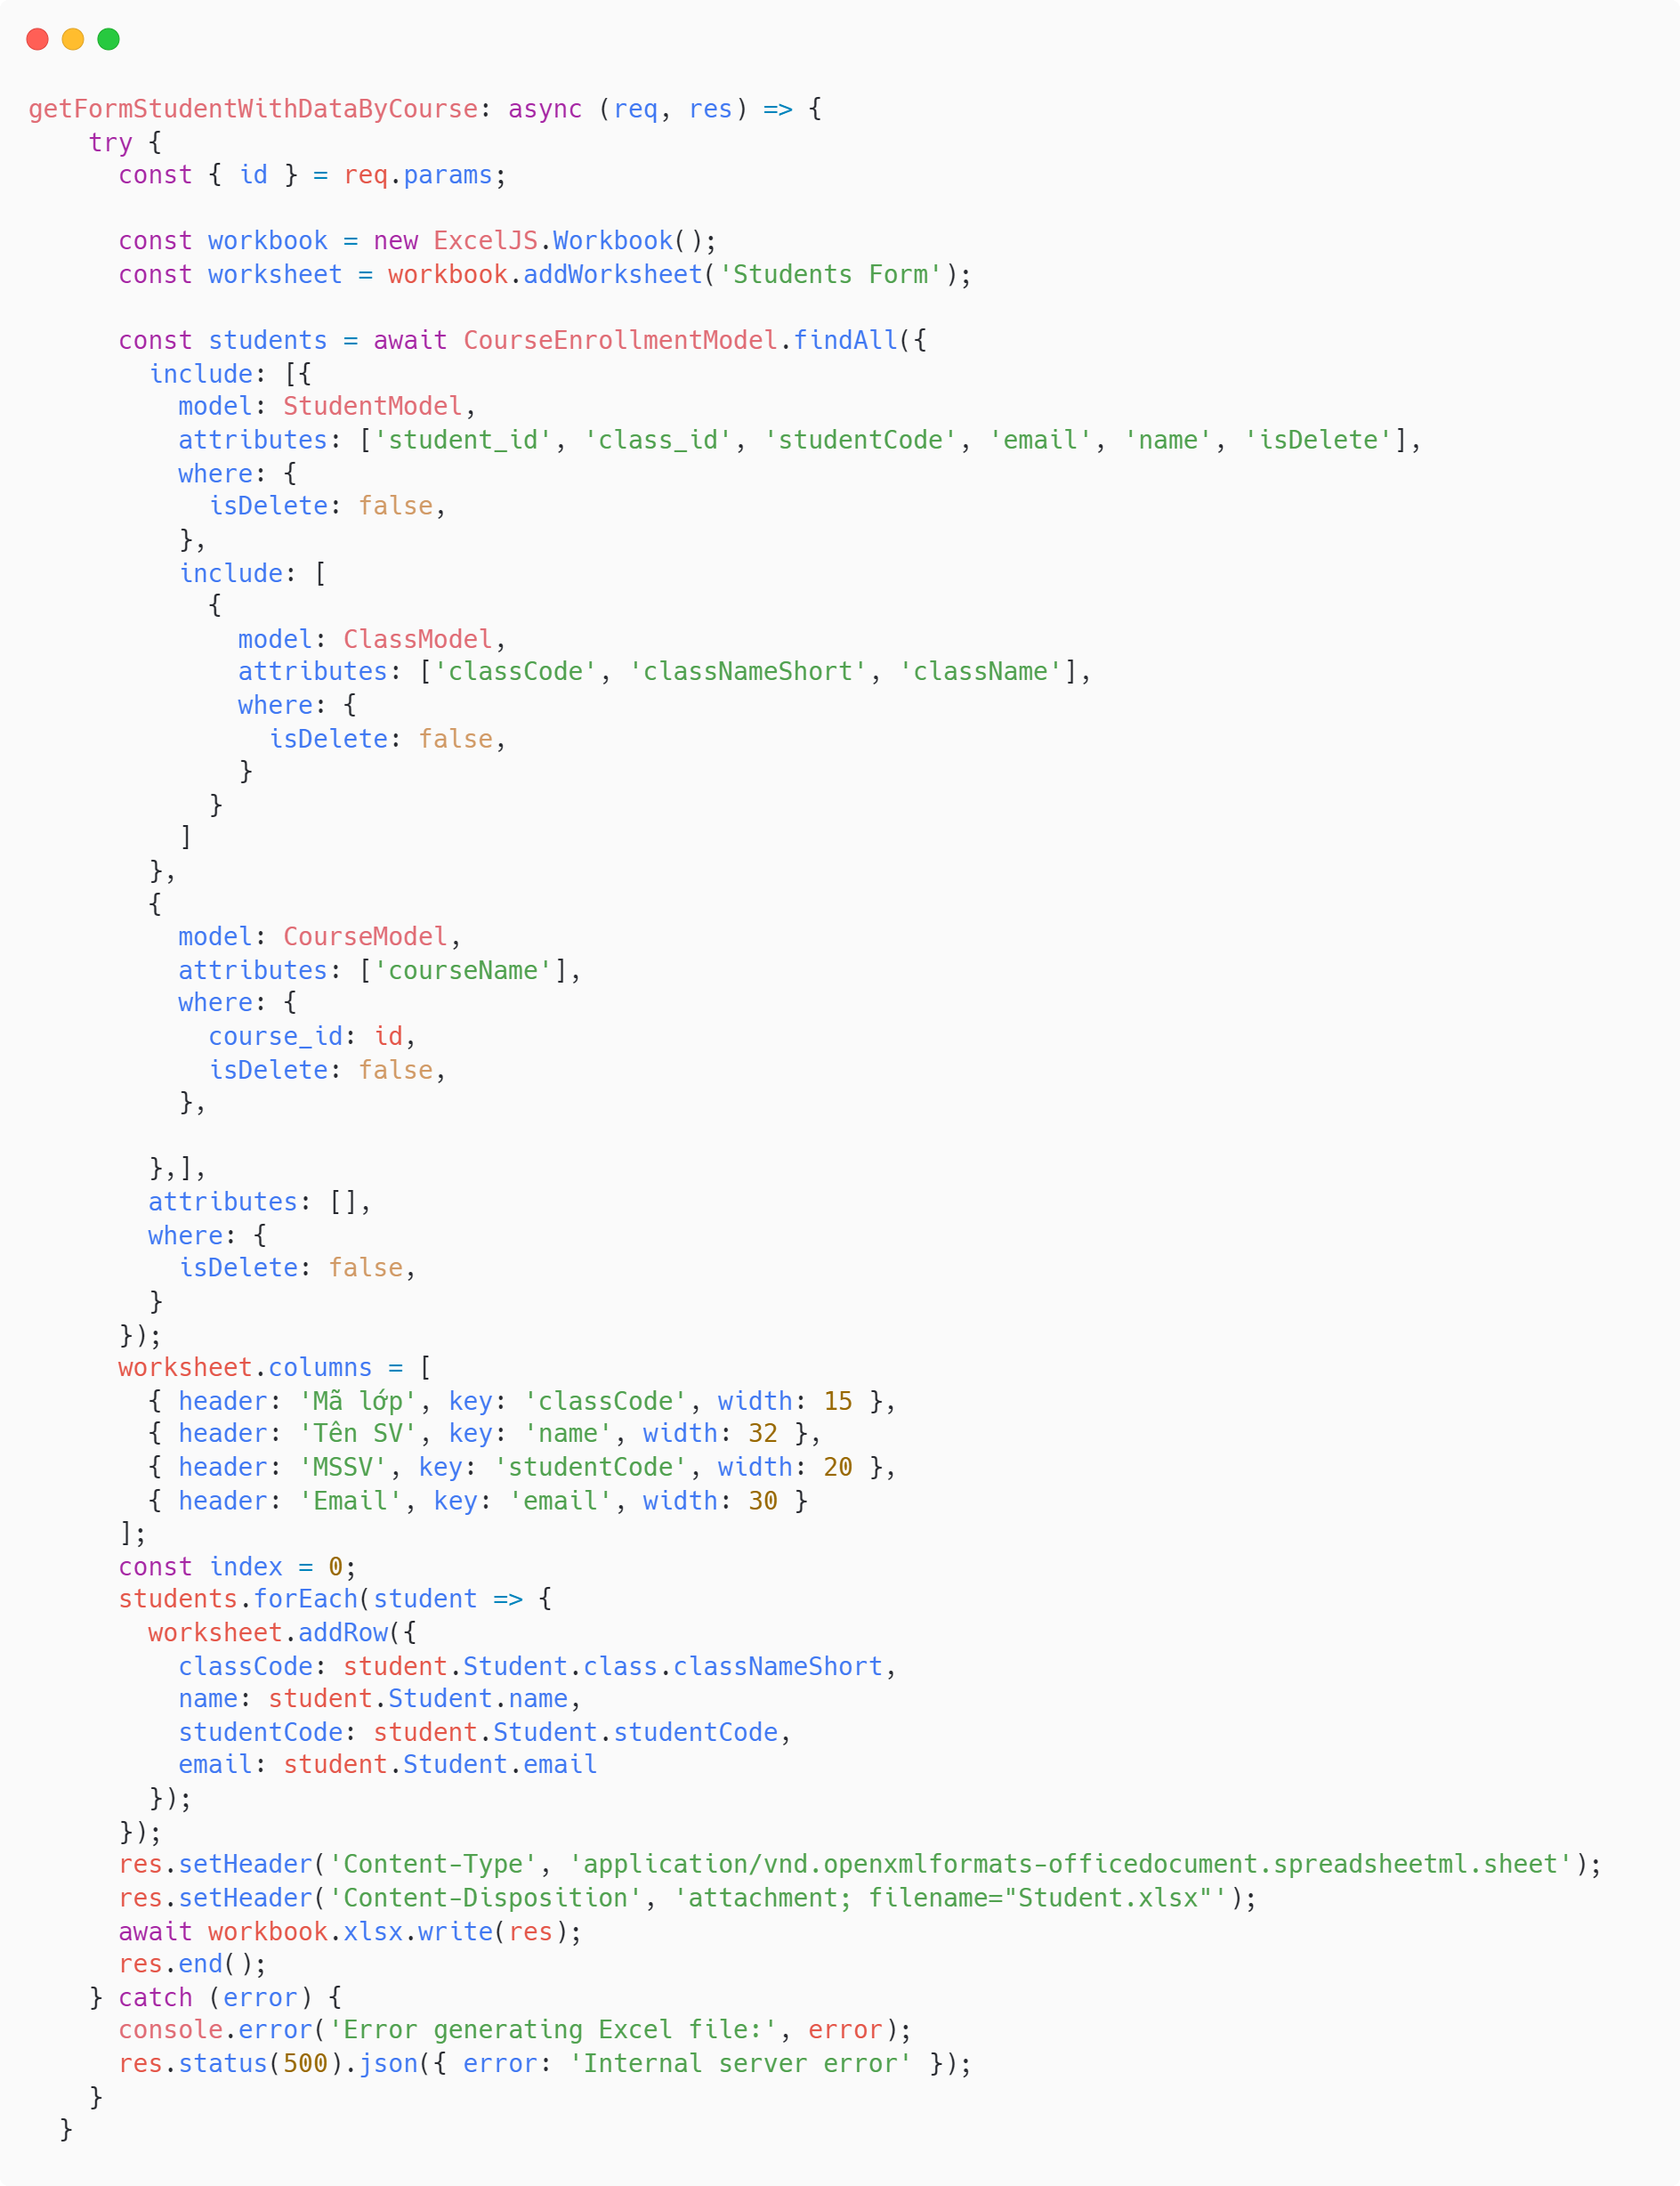 getFormStudentWithDataByCourse: async (req, res) => {
    try {
      const { id } = req.params;

      const workbook = new ExcelJS.Workbook();
      const worksheet = workbook.addWorksheet('Students Form');

      const students = await CourseEnrollmentModel.findAll({
        include: [{
          model: StudentModel,
          attributes: ['student_id', 'class_id', 'studentCode', 'email', 'name', 'isDelete'],
          where: {
            isDelete: false,
          },
          include: [
            {
              model: ClassModel,
              attributes: ['classCode', 'classNameShort', 'className'],
              where: {
                isDelete: false,
              }
            }
          ]
        },
        {
          model: CourseModel,
          attributes: ['courseName'],
          where: {
            course_id: id,
            isDelete: false,
          },

        },],
        attributes: [],
        where: {
          isDelete: false,
        }
      });
      worksheet.columns = [
        { header: 'Mã lớp', key: 'classCode', width: 15 },
        { header: 'Tên SV', key: 'name', width: 32 },
        { header: 'MSSV', key: 'studentCode', width: 20 },
        { header: 'Email', key: 'email', width: 30 }
      ];
      const index = 0;
      students.forEach(student => {
        worksheet.addRow({
          classCode: student.Student.class.classNameShort,
          name: student.Student.name,
          studentCode: student.Student.studentCode,
          email: student.Student.email
        });
      });
      res.setHeader('Content-Type', 'application/vnd.openxmlformats-officedocument.spreadsheetml.sheet');
      res.setHeader('Content-Disposition', 'attachment; filename="Student.xlsx"');
      await workbook.xlsx.write(res);
      res.end();
    } catch (error) {
      console.error('Error generating Excel file:', error);
      res.status(500).json({ error: 'Internal server error' });
    }
  }